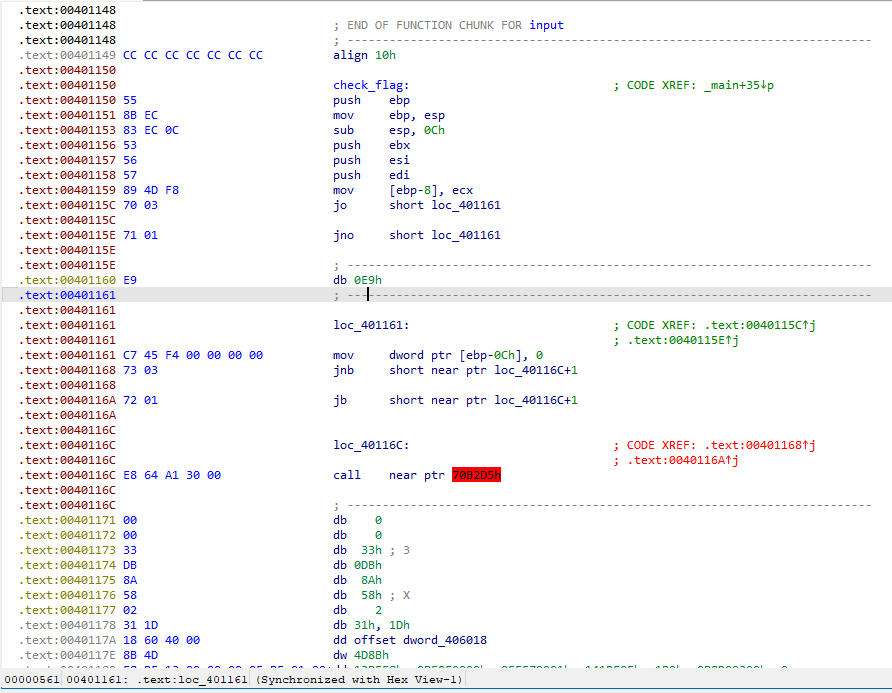 .text:00401148
.text:00401148 ; END OF FUNCTION CHUNK FOR input
.text:00401148 ; ---------------------------------------------------------------------------
.text:00401149 CC CC CC CC CC CC CC align 10h
.text:00401150
.text:00401150 check_flag: ; CODE XREF: _main+35↓p
.text:00401150 55 push ebp
.text:00401151 8B EC mov ebp, esp
.text:00401153 83 EC 0C sub esp, 0Ch
.text:00401156 53 push ebx
.text:00401157 56 push esi
.text:00401158 57 push edi
.text:00401159 89 4D F8 mov [ebp-8], ecx
.text:0040115C 70 03 jo short loc_401161
.text:0040115C
.text:0040115E 71 01 jno short loc_401161
.text:0040115E
.text:0040115E ; ---------------------------------------------------------------------------
.text:00401160 E9 db 0E9h
.text:00401161 ; ---------------------------------------------------------------------------
.text:00401161
.text:00401161 loc_401161: ; CODE XREF: .text:0040115C↑j
.text:00401161 ; .text:0040115E↑j
.text:00401161 C7 45 F4 00 00 00 00 mov dword ptr [ebp-0Ch], 0
.text:00401168 73 03 jnb short near ptr loc_40116C+1
.text:00401168
.text:0040116A 72 01 jb short near ptr loc_40116C+1
.text:0040116A
.text:0040116C
.text:0040116C loc_40116C: ; CODE XREF: .text:00401168↑j
.text:0040116C ; .text:0040116A↑j
.text:0040116C E8 64 A1 30 00 call near ptr 70B2D5h
.text:0040116C
.text:0040116C ; ---------------------------------------------------------------------------
.text:00401171 00 db 0
.text:00401172 00 db 0
.text:00401173 33 db 33h ; 3
.text:00401174 DB db 0DBh
.text:00401175 8A db 8Ah
.text:00401176 58 db 58h ; X
.text:00401177 02 db 2
.text:00401178 31 1D db 31h, 1Dh
.text:0040117A 18 60 40 00 dd offset dword_406018
.text:0040117E 8B 4D dw 4D8Bh
00000561 00401161: .text:loc_401161 (Synchronized with Hex View-1)